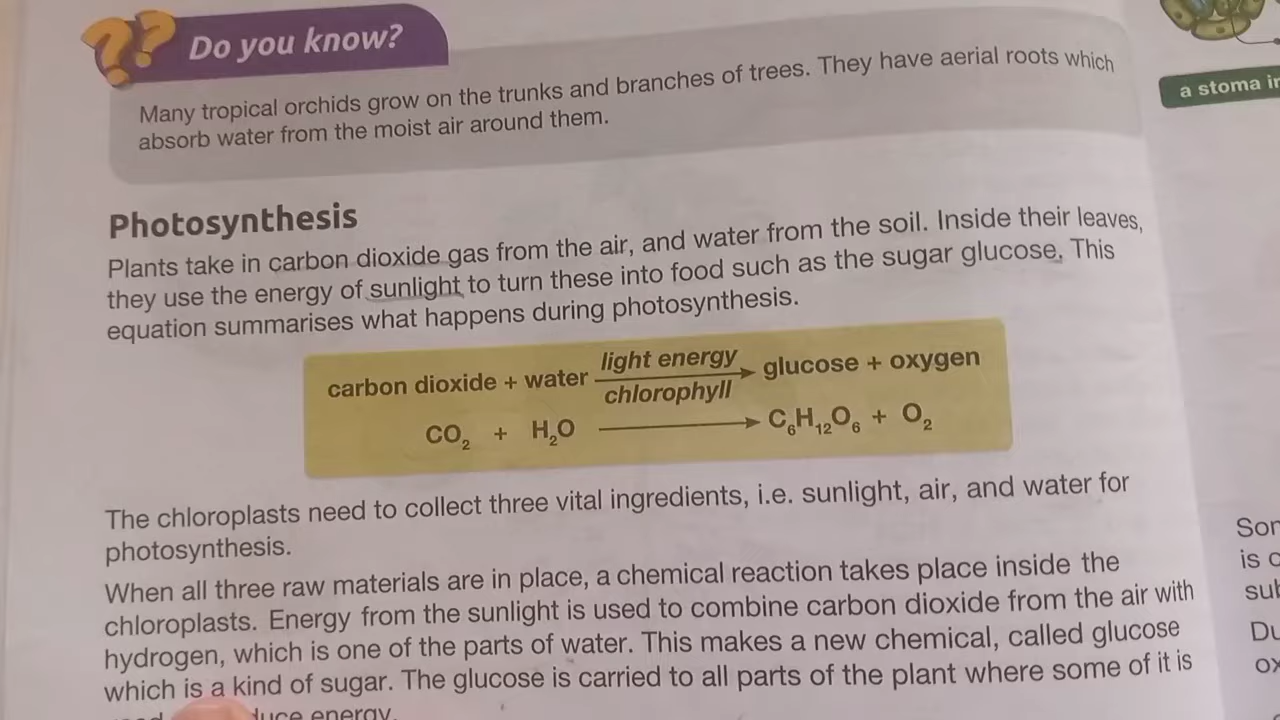 Do you know?
Many tropical orchids grow on the trunks and branches of trees. They have aerial roots which
absorb water from the moist air around them.
a stoma in
Photosynthesis
Plants take in carbon dioxide gas from the air, and water from the soil. Inside their leaves,
they use the energy of sunlight to turn these into food such as the sugar glucose. This
equation summarises what happens during photosynthesis.
carbon dioxide + water light energy chlorophyll → glucose + oxygen
CO₂ + H₂O → C₆H₁₂O₆ + O₂
The chloroplasts need to collect three vital ingredients, i.e. sunlight, air, and water for
photosynthesis.
When all three raw materials are in place, a chemical reaction takes place inside the
chloroplasts. Energy from the sunlight is used to combine carbon dioxide from the air with
hydrogen, which is one of the parts of water. This makes a new chemical, called glucose
which is a kind of sugar. The glucose is carried to all parts of the plant where some of it is
energy.
is